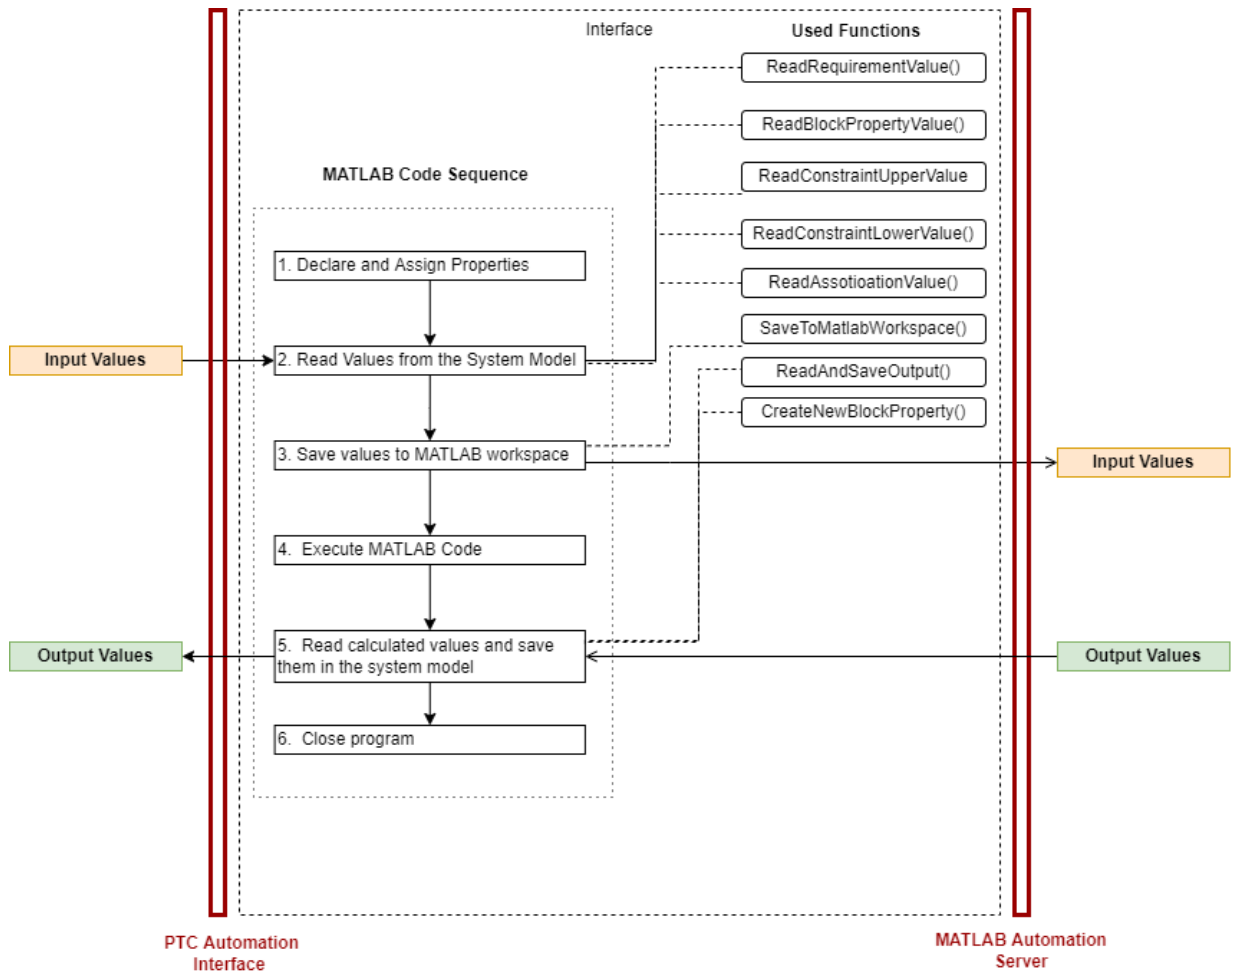 Interface
Used Functions
ReadRequirementValue()
ReadBlockPropertyValue()
MATLAB Code Sequence
ReadConstraintUpperValue
ReadConstraintLowerValue()
1. Declare and Assign Properties
ReadAssotioationValue()
SaveToMatlabWorkspace()
Input Values
2. Read Values from the System Model
ReadAndSaveOutput()
CreateNewBlockProperty()
3. Save values to MATLAB workspace
Input Values
4. Execute MATLAB Code
Output Values
5. Read calculated values and save
them in the system model
Output Values
6. Close program
PTC Automation
Interface
MATLAB Automation
Server